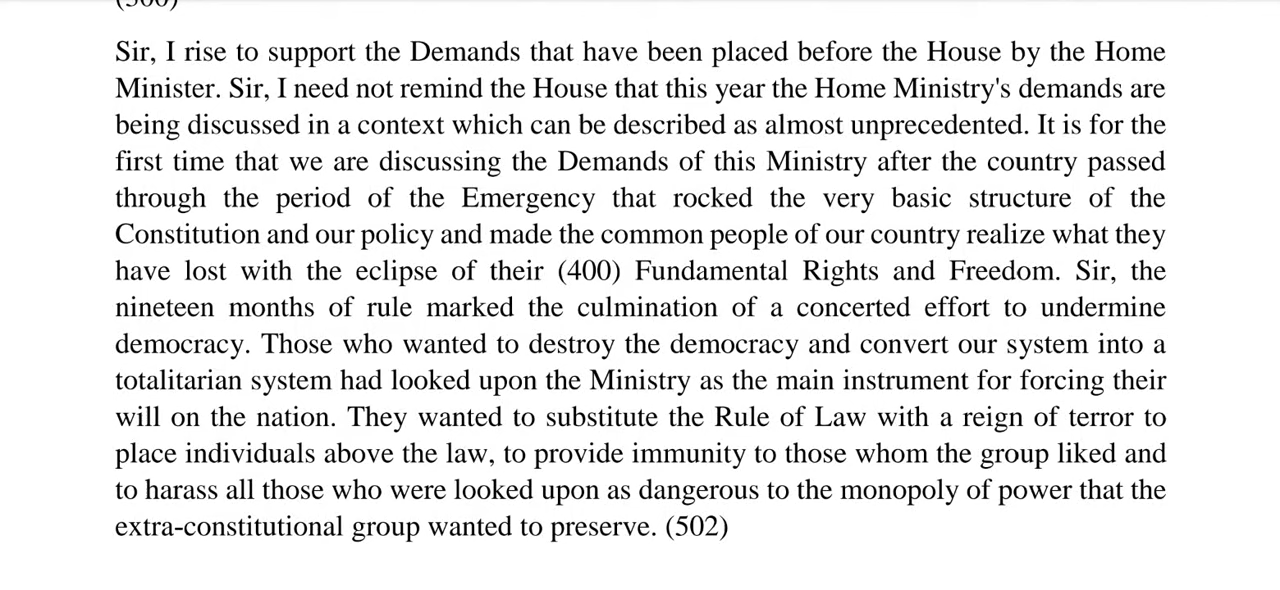 (300)
Sir, I rise to support the Demands that have been placed before the House by the Home
Minister. Sir, I need not remind the House that this year the Home Ministry's demands are
being discussed in a context which can be described as almost unprecedented. It is for the
first time that we are discussing the Demands of this Ministry after the country passed
through the period of the Emergency that rocked the very basic structure of the
Constitution and our policy and made the common people of our country realize what they
have lost with the eclipse of their (400) Fundamental Rights and Freedom. Sir, the
nineteen months of rule marked the culmination of a concerted effort to undermine
democracy. Those who wanted to destroy the democracy and convert our system into a
totalitarian system had looked upon the Ministry as the main instrument for forcing their
will on the nation. They wanted to substitute the Rule of Law with a reign of terror to
place individuals above the law, to provide immunity to those whom the group liked and
to harass all those who were looked upon as dangerous to the monopoly of power that the
extra-constitutional group wanted to preserve. (502)